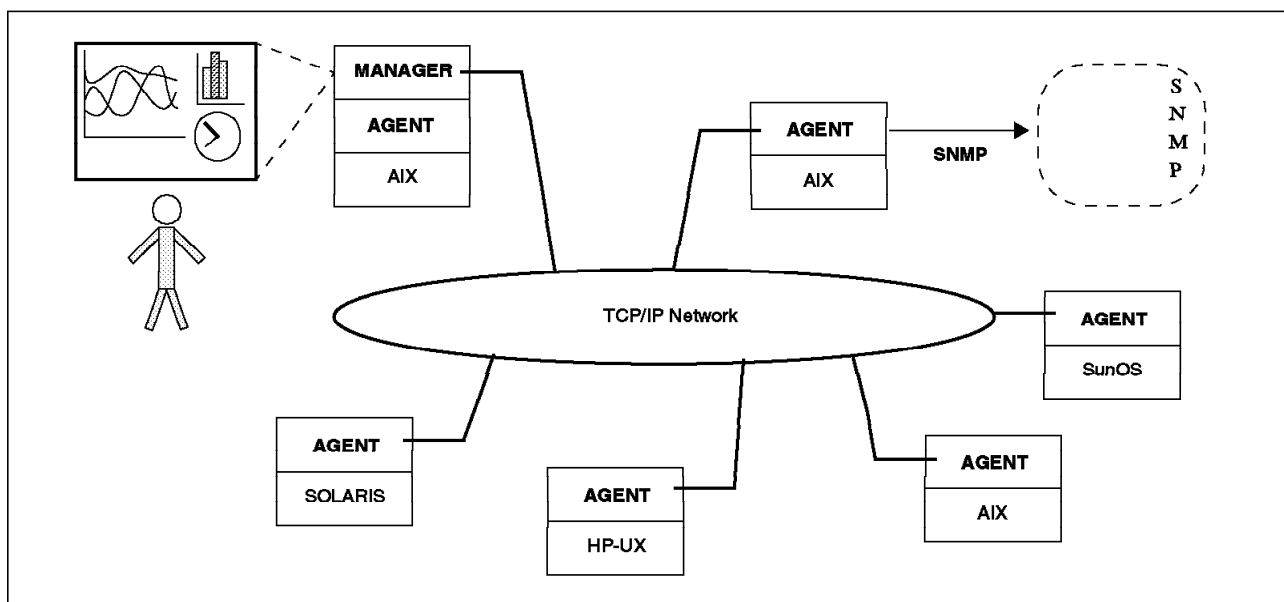 MANAGER
AGENT
AIX
AGENT
AIX
SNMP
S
N
M
P
TCP/IP Network
AGENT
SunOS
AGENT
SOLARIS
AGENT
HP-UX
AGENT
AIX